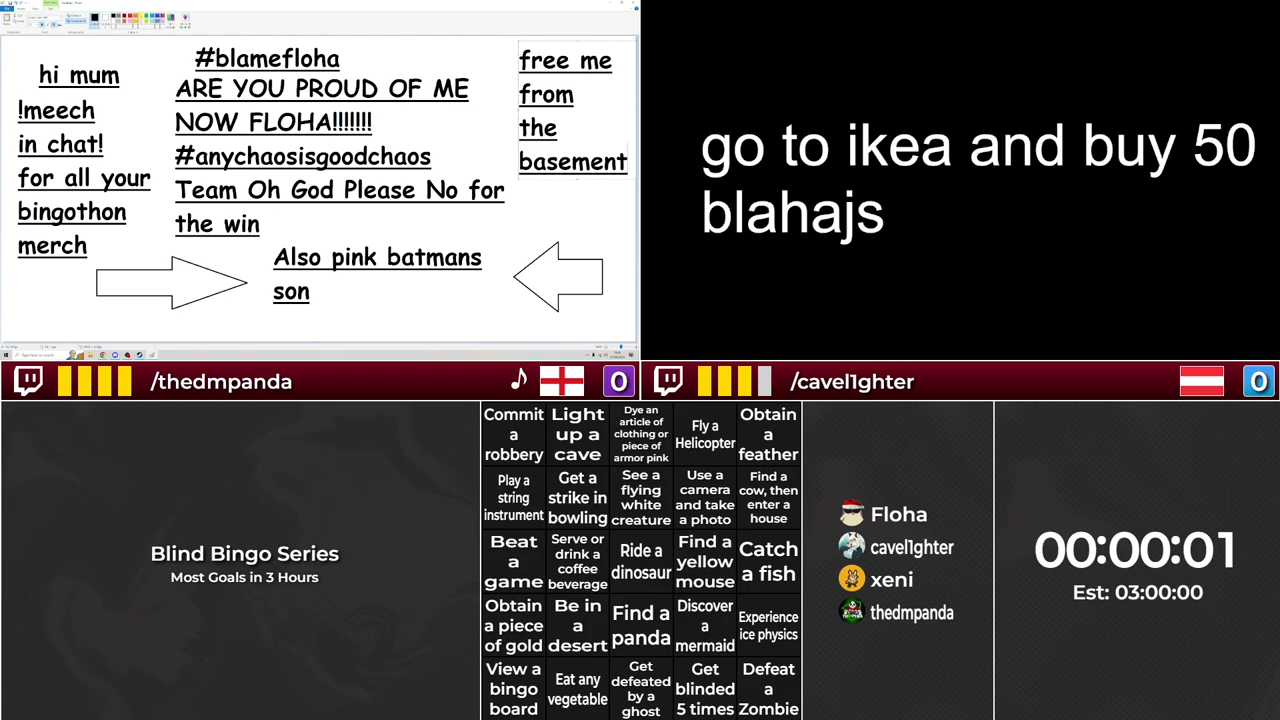 hi mum
!meech
in chat!
for all your
bingothon
merch
#blamefloha
ARE YOU PROUD OF ME
NOW FLOHA!!!!!!!
#anychaosisgoodchaos
Team Oh God Please No for
the win
Also pink batmans
son
free me
from
the
basement
go to ikea and buy 50
blahajs
/thedmpanda
0
/cavel1ghter
0
Blind Bingo Series
Most Goals in 3 Hours
Commit
a
robbery
Light
up a
cave
Dye an
article of
clothing or
piece of
armor pink
Fly a
Helicopter
Obtain
a
feather
Play a
string
instrument
Get a
strike in
bowling
See a
flying
white
creature
Use a
camera
and take
a photo
Find a
cow, then
enter a
house
Beat
a
game
Serve or
drink a
coffee
beverage
Ride a
dinosaur
Find a
yellow
mouse
Catch
a fish
Obtain
a piece
of gold
Be in
a
desert
Find a
panda
Discover
a
mermaid
Experience
ice physics
View a
bingo
board
Eat any
vegetable
Get
defeated
by a
ghost
Get
blinded
5 times
Defeat
a
Zombie
Floha
cavel1ghter
xeni
thedmpanda
00:00:01
Est: 03:00:00